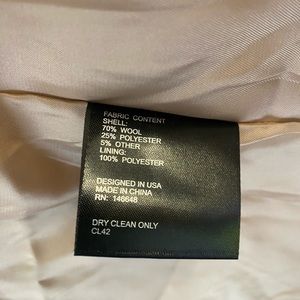 FABRIC CONTENT
SHELL:
70% WOOL
25% POLYESTER
5% OTHER
LINING:
100% POLYESTER
DESIGNED IN USA
MADE IN CHINA
RN: 146648
DRY CLEAN ONLY
CL42